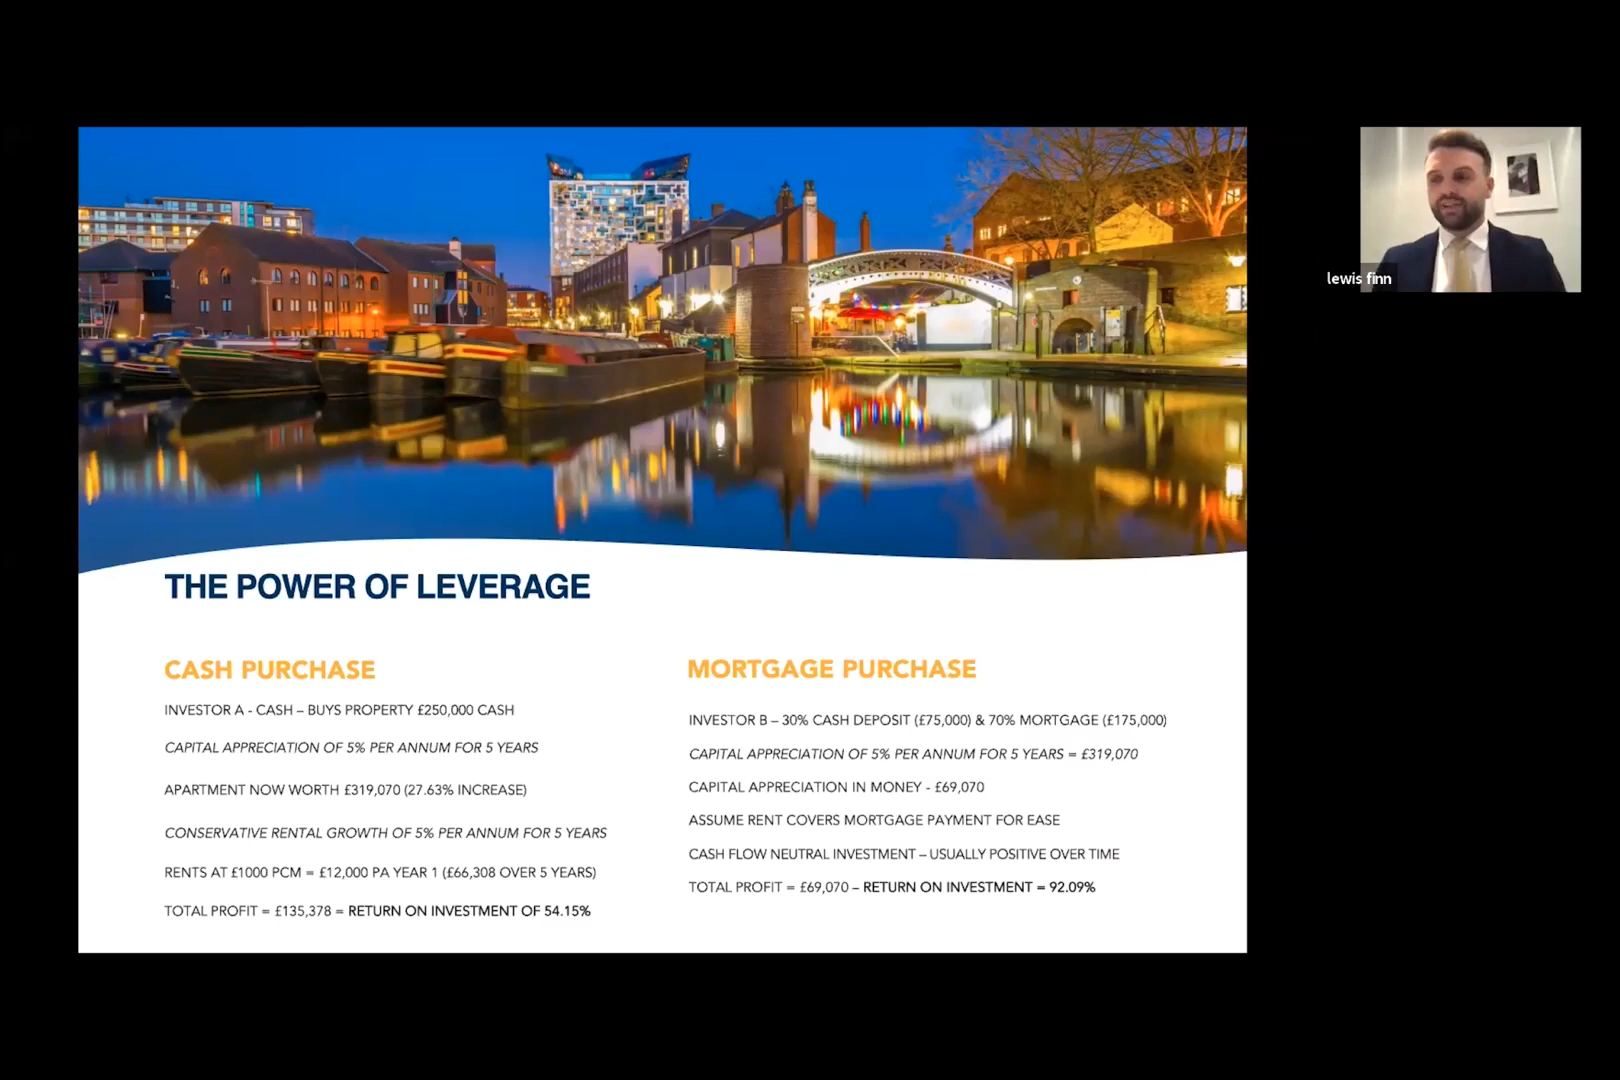 lewis finn
THE POWER OF LEVERAGE
CASH PURCHASE
INVESTOR A - CASH – BUYS PROPERTY £250,000 CASH
CAPITAL APPRECIATION OF 5% PER ANNUM FOR 5 YEARS
APARTMENT NOW WORTH £319,070 (27.63% INCREASE)
CONSERVATIVE RENTAL GROWTH OF 5% PER ANNUM FOR 5 YEARS
RENTS AT £1000 PCM = £12,000 PA YEAR 1 (£66,308 OVER 5 YEARS)
TOTAL PROFIT = £135,378 = RETURN ON INVESTMENT OF 54.15%
MORTGAGE PURCHASE
INVESTOR B – 30% CASH DEPOSIT (£75,000) & 70% MORTGAGE (£175,000)
CAPITAL APPRECIATION OF 5% PER ANNUM FOR 5 YEARS = £319,070
CAPITAL APPRECIATION IN MONEY - £69,070
ASSUME RENT COVERS MORTGAGE PAYMENT FOR EASE
CASH FLOW NEUTRAL INVESTMENT – USUALLY POSITIVE OVER TIME
TOTAL PROFIT = £69,070 – RETURN ON INVESTMENT = 92.09%